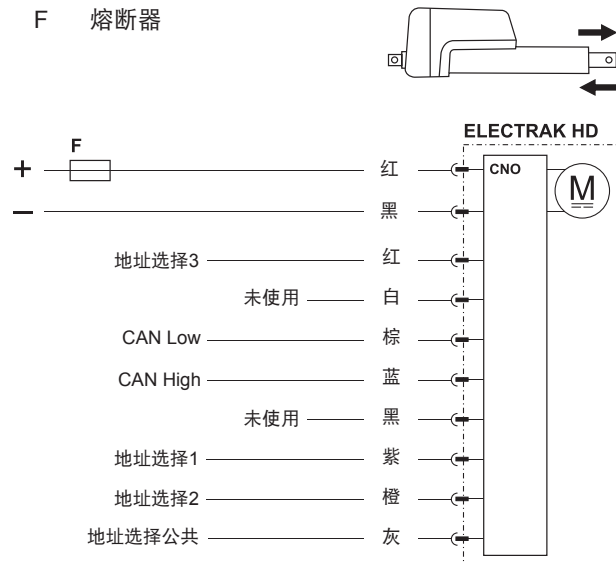 F 熔断器
ELECTRAK HD
F
+ 红 CNO M
− 黑
地址选择3 红
未使用 白
CAN Low 棕
CAN High 蓝
未使用 黑
地址选择1 紫
地址选择2 橙
地址选择公共 灰